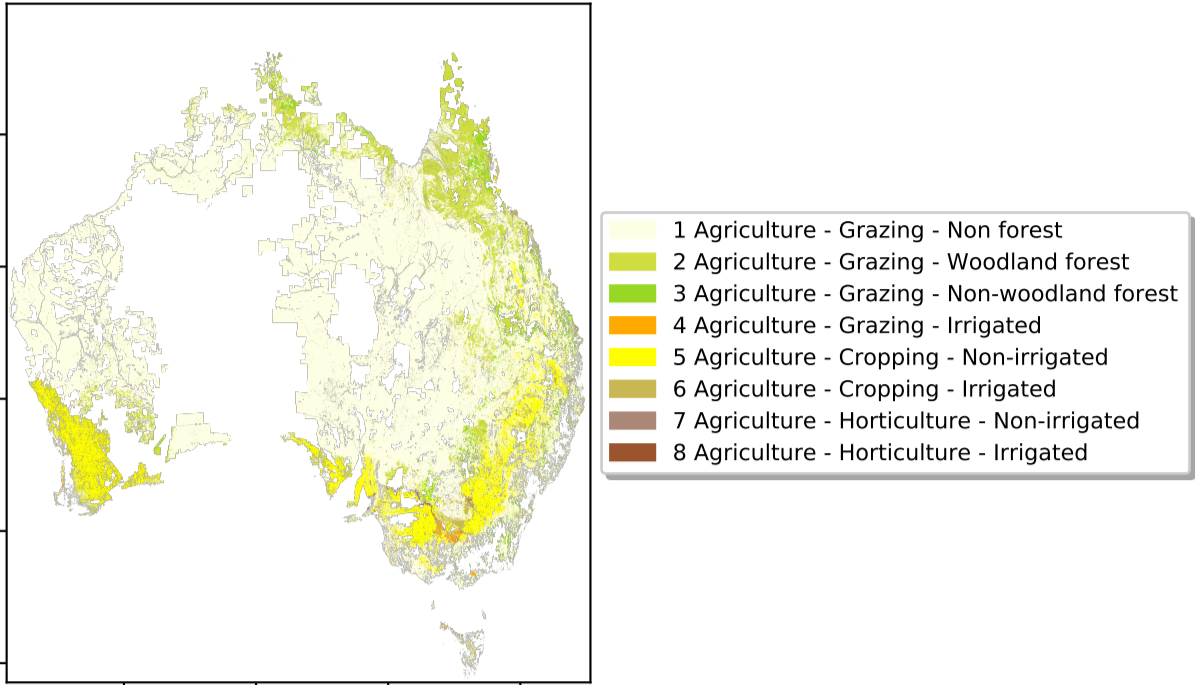 1 Agriculture - Grazing - Non forest
2 Agriculture - Grazing - Woodland forest
3 Agriculture - Grazing - Non-woodland forest
4 Agriculture - Grazing - Irrigated
5 Agriculture - Cropping - Non-irrigated
6 Agriculture - Cropping - Irrigated
7 Agriculture - Horticulture - Non-irrigated
8 Agriculture - Horticulture - Irrigated